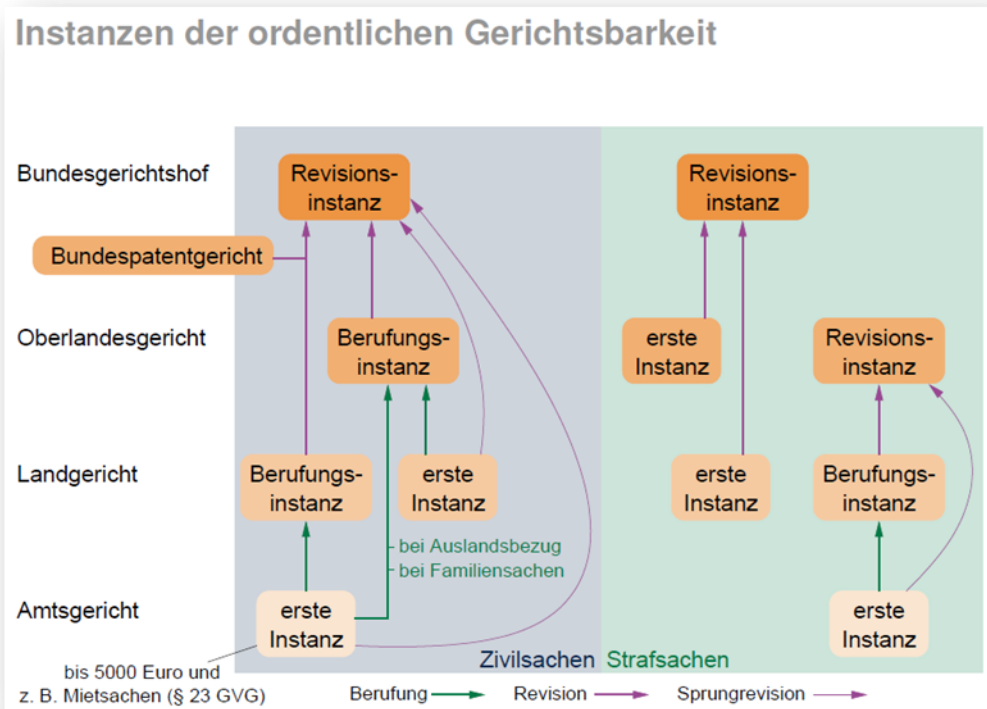 Instanzen der ordentlichen Gerichtsbarkeit
Bundesgerichtshof
Revisions-
instanz
Revisions-
instanz
Bundespatentgericht
Oberlandesgericht
Berufungs-
instanz
erste
Instanz
Revisions-
instanz
Landgericht
Berufungs-
instanz
erste
Instanz
erste
Instanz
Berufungs-
instanz
bei Auslandsbezug
bei Familiensachen
Amtsgericht
erste
Instanz
erste
Instanz
Zivilsachen
Strafsachen
bis 5000 Euro und
z. B. Mietsachen (§ 23 GVG)
Berufung
Revision
Sprungrevision